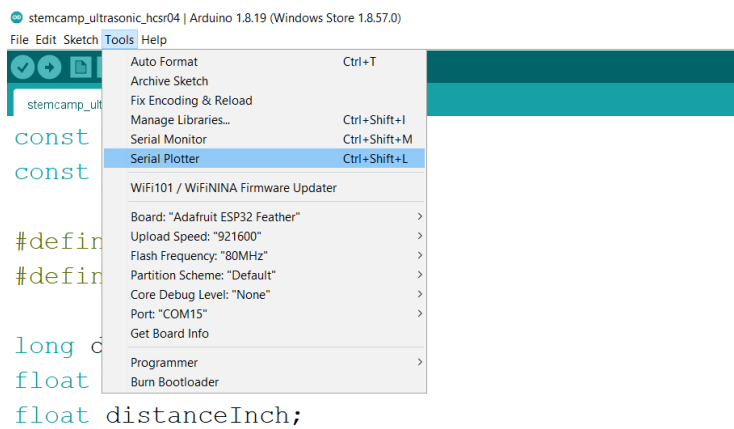 stemcamp_ultrasonic_hcsr04 | Arduino 1.8.19 (Windows Store 1.8.57.0)
File Edit Sketch Tools Help
Auto Format Ctrl+T
Archive Sketch
Fix Encoding & Reload
Manage Libraries... Ctrl+Shift+I
Serial Monitor Ctrl+Shift+M
Serial Plotter Ctrl+Shift+L
WiFi101 / WiFiNINA Firmware Updater
Board: "Adafruit ESP32 Feather"
Upload Speed: "921600"
Flash Frequency: "80MHz"
Partition Scheme: "Default"
Core Debug Level: "None"
Port: "COM15"
Get Board Info
Programmer
Burn Bootloader
stemcamp_ult
const
const
#defin
#defin
long d
float
float distanceInch;